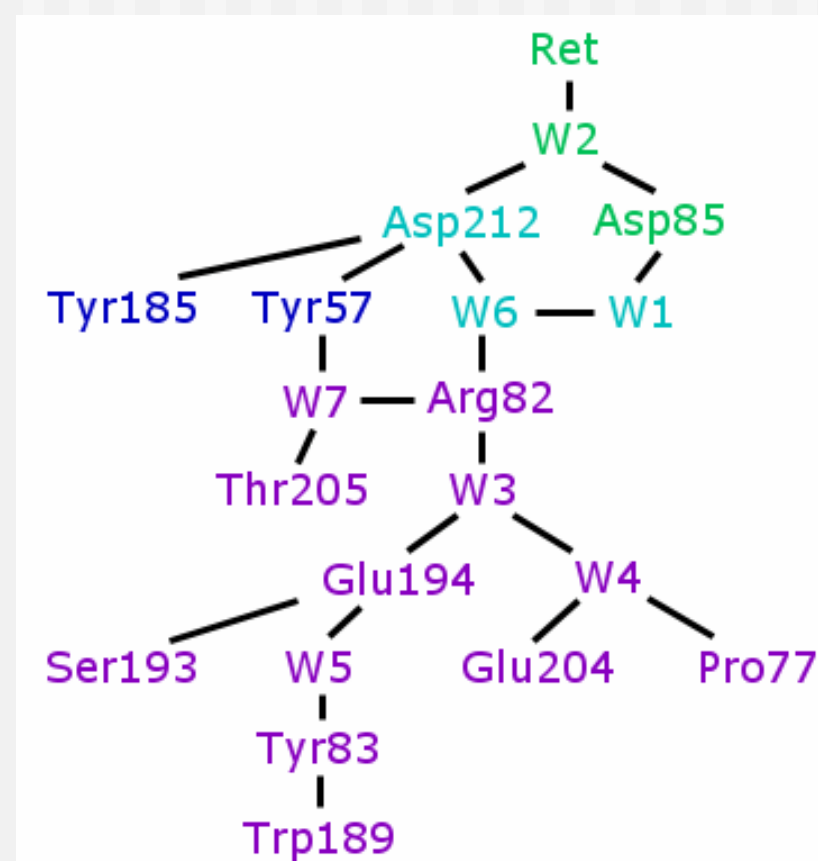 Ret
W2
Asp212 Asp85
Tyr185 Tyr57 W6 W1
W7 Arg82
Thr205 W3
Glu194 W4
Ser193 W5 Glu204 Pro77
Tyr83
Trp189